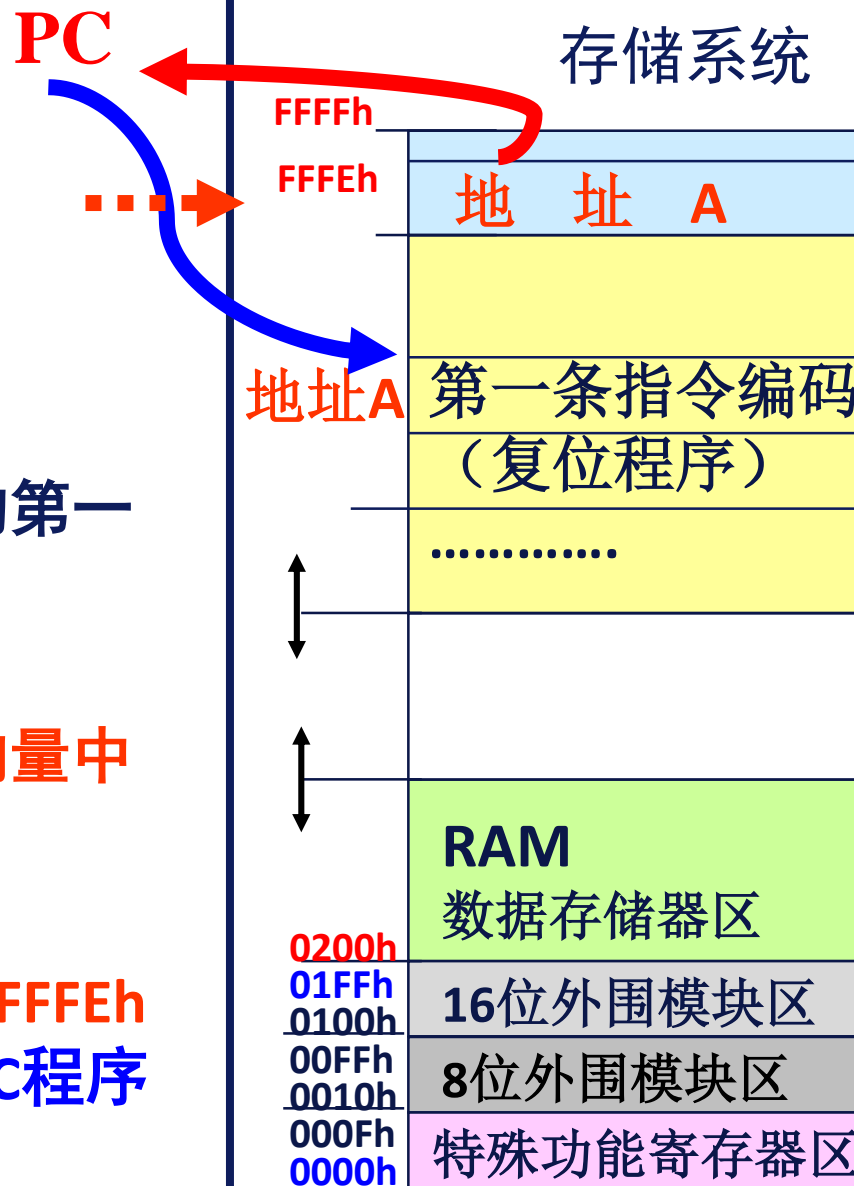 PC
存储系统
FFFFh
FFFEh
地 址 A
地址A
第一条指令编码
（复位程序）
的第一
.............
向量中
RAM
数据存储器区
0200h
01FFh
16位外围模块区
FFFEh
0100h
00FFh
8位外围模块区
C程序
0010h
000Fh
特殊功能寄存器区
0000h